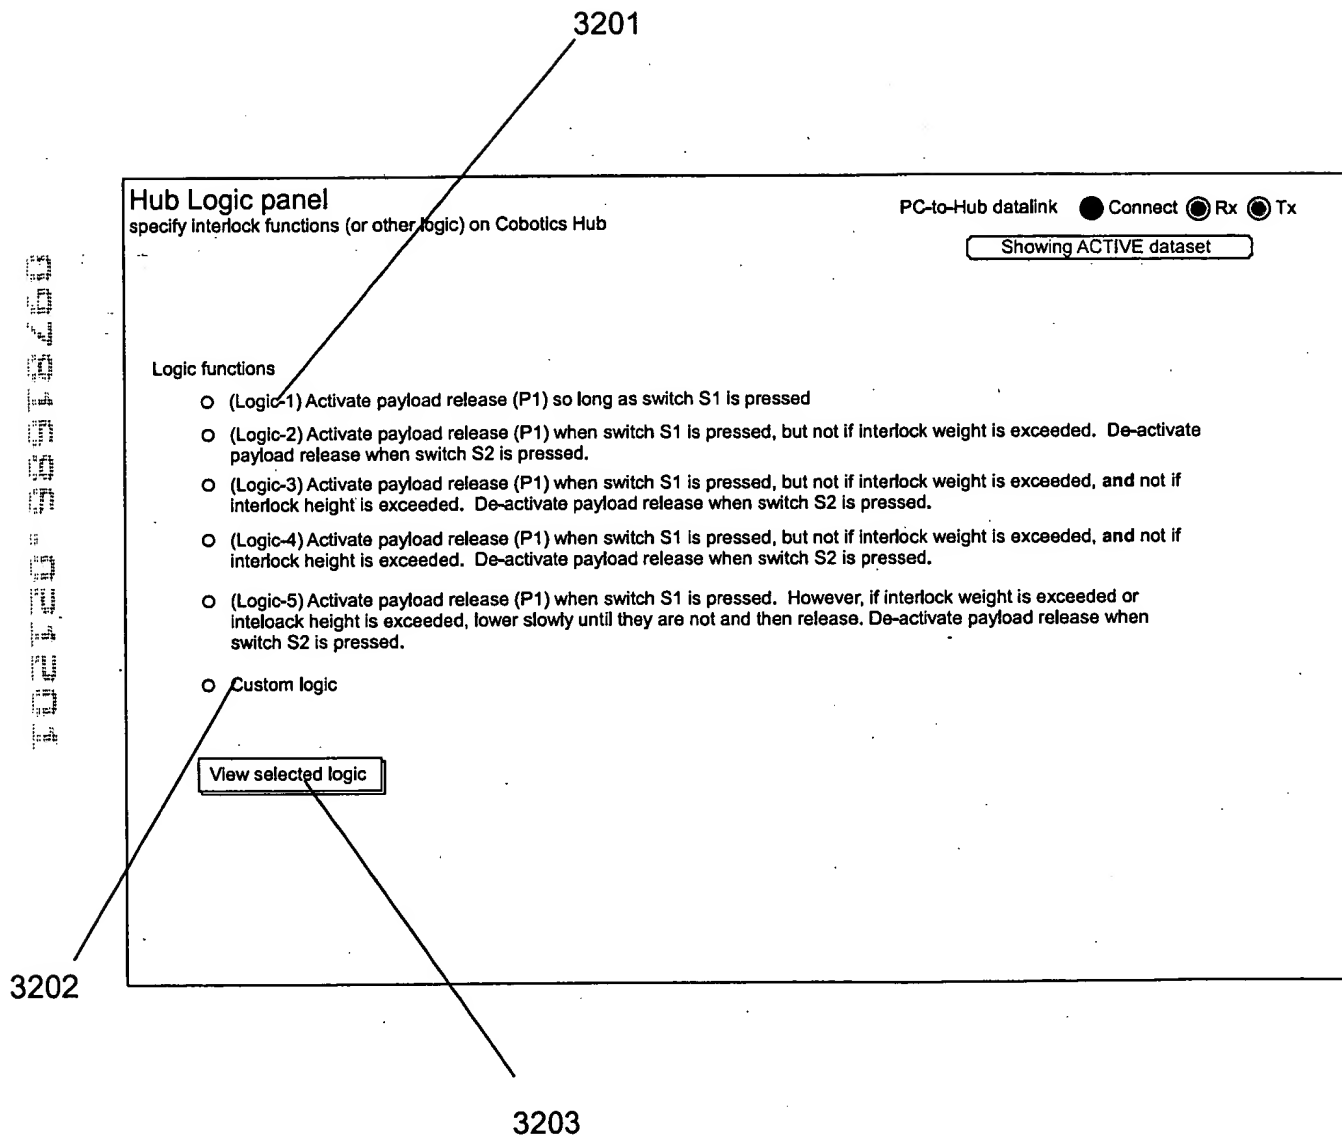 3201
Hub Logic panel
specify interlock functions (or other logic) on Cobotics Hub
PC-to-Hub datalink Connect Rx Tx
Showing ACTIVE dataset
Logic functions
(Logic-1) Activate payload release (P1) so long as switch S1 is pressed
(Logic-2) Activate payload release (P1) when switch S1 is pressed, but not if interlock weight is exceeded. De-activate
payload release when switch S2 is pressed.
(Logic-3) Activate payload release (P1) when switch S1 is pressed, but not if interlock weight is exceeded, and not if
interlock height is exceeded. De-activate payload release when switch S2 is pressed.
(Logic-4) Activate payload release (P1) when switch S1 is pressed, but not if interlock weight is exceeded, and not if
interlock height is exceeded. De-activate payload release when switch S2 is pressed.
(Logic-5) Activate payload release (P1) when switch S1 is pressed. However, if interlock weight is exceeded or
inteloack height is exceeded, lower slowly until they are not and then release. De-activate payload release when
switch S2 is pressed.
Custom logic
View selected logic
3202
3203